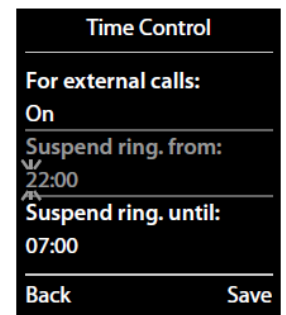 Time Control
For external calls:
On
Suspend ring. from:
22:00
Suspend ring. until:
07:00
Back Save